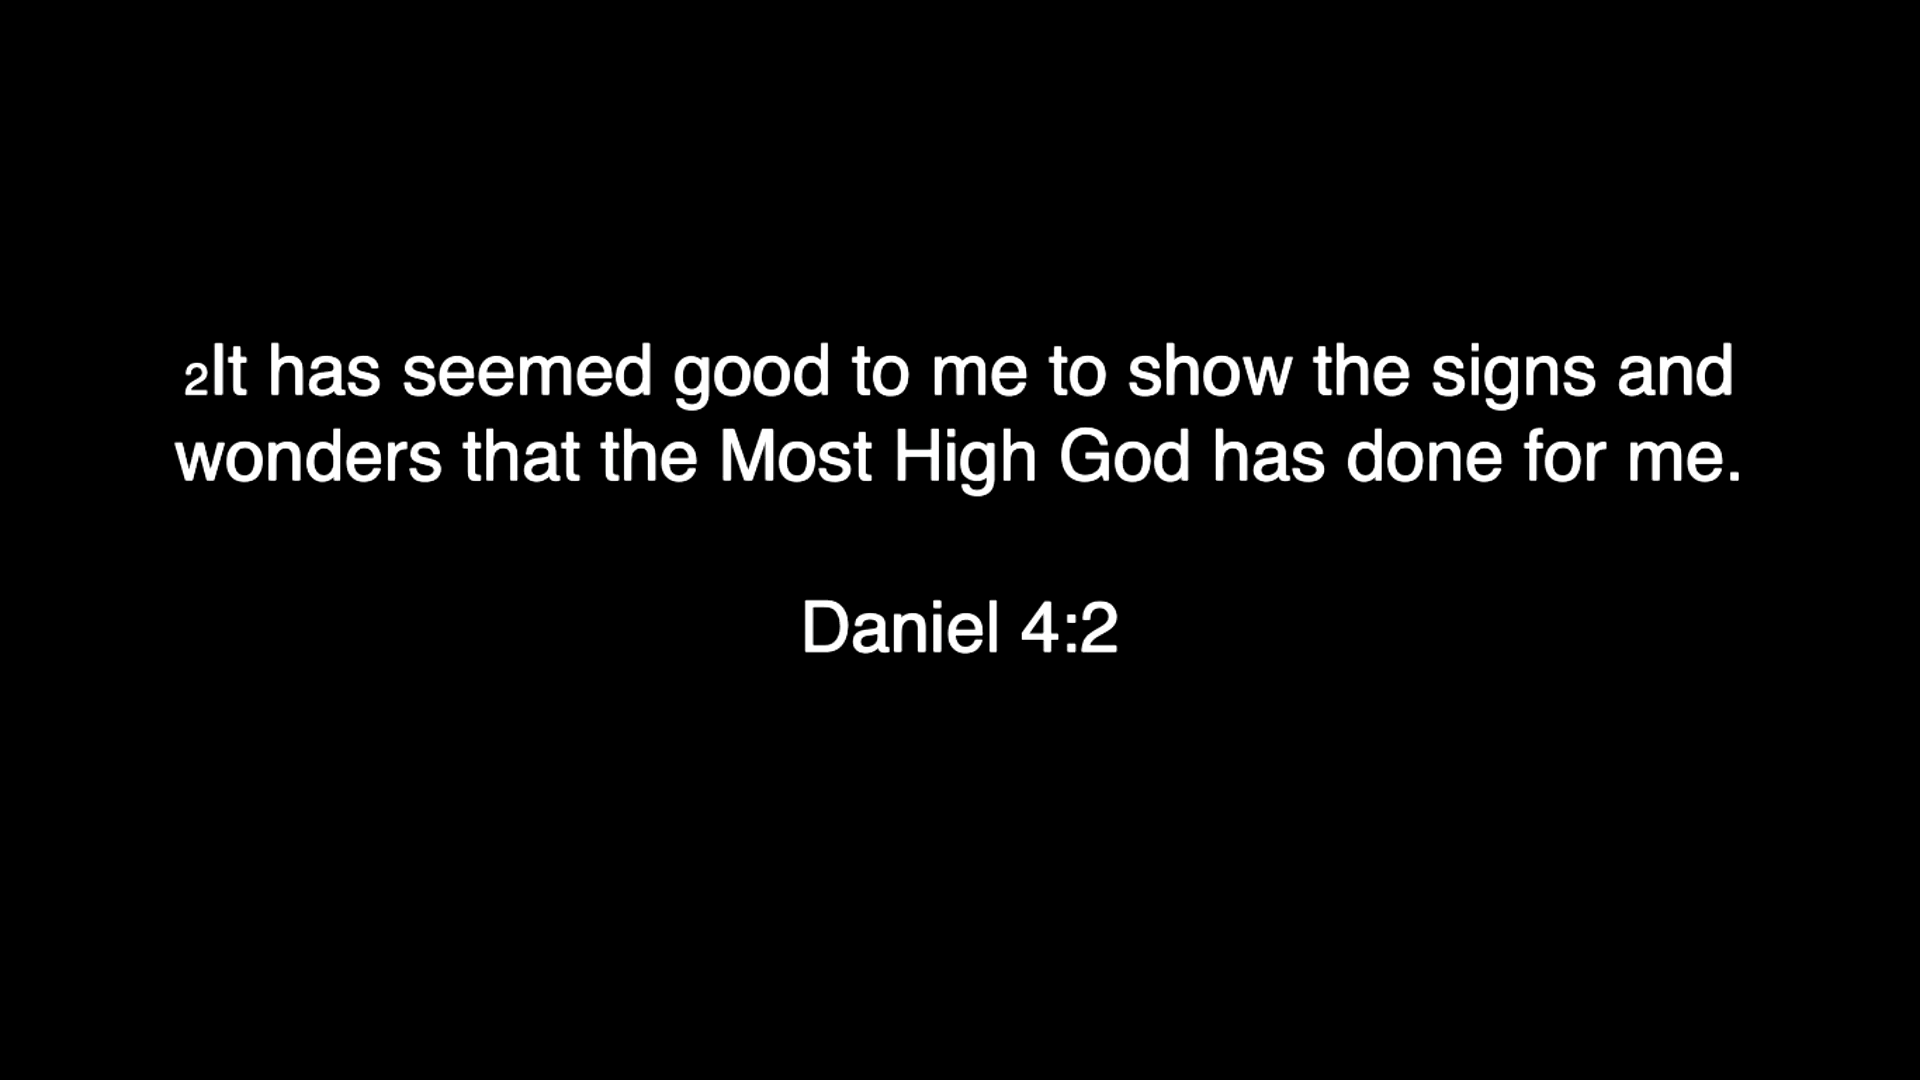 2It has seemed good to me to show the signs and
wonders that the Most High God has done for me.
Daniel 4:2